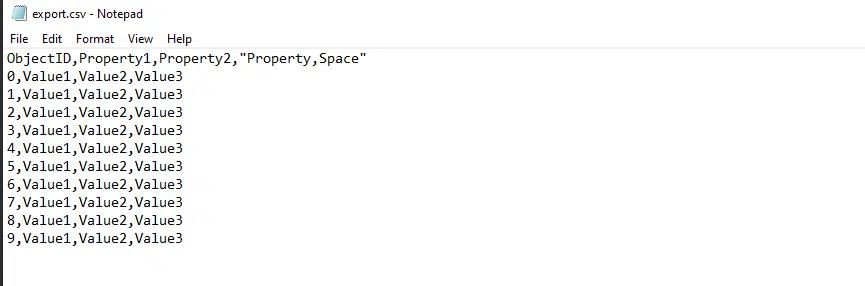 export.csv - Notepad
File Edit Format View Help
ObjectID,Property1,Property2,"Property,Space"
0,Value1,Value2,Value3
1,Value1,Value2,Value3
2,Value1,Value2,Value3
3,Value1,Value2,Value3
4,Value1,Value2,Value3
5,Value1,Value2,Value3
6,Value1,Value2,Value3
7,Value1,Value2,Value3
8,Value1,Value2,Value3
9,Value1,Value2,Value3